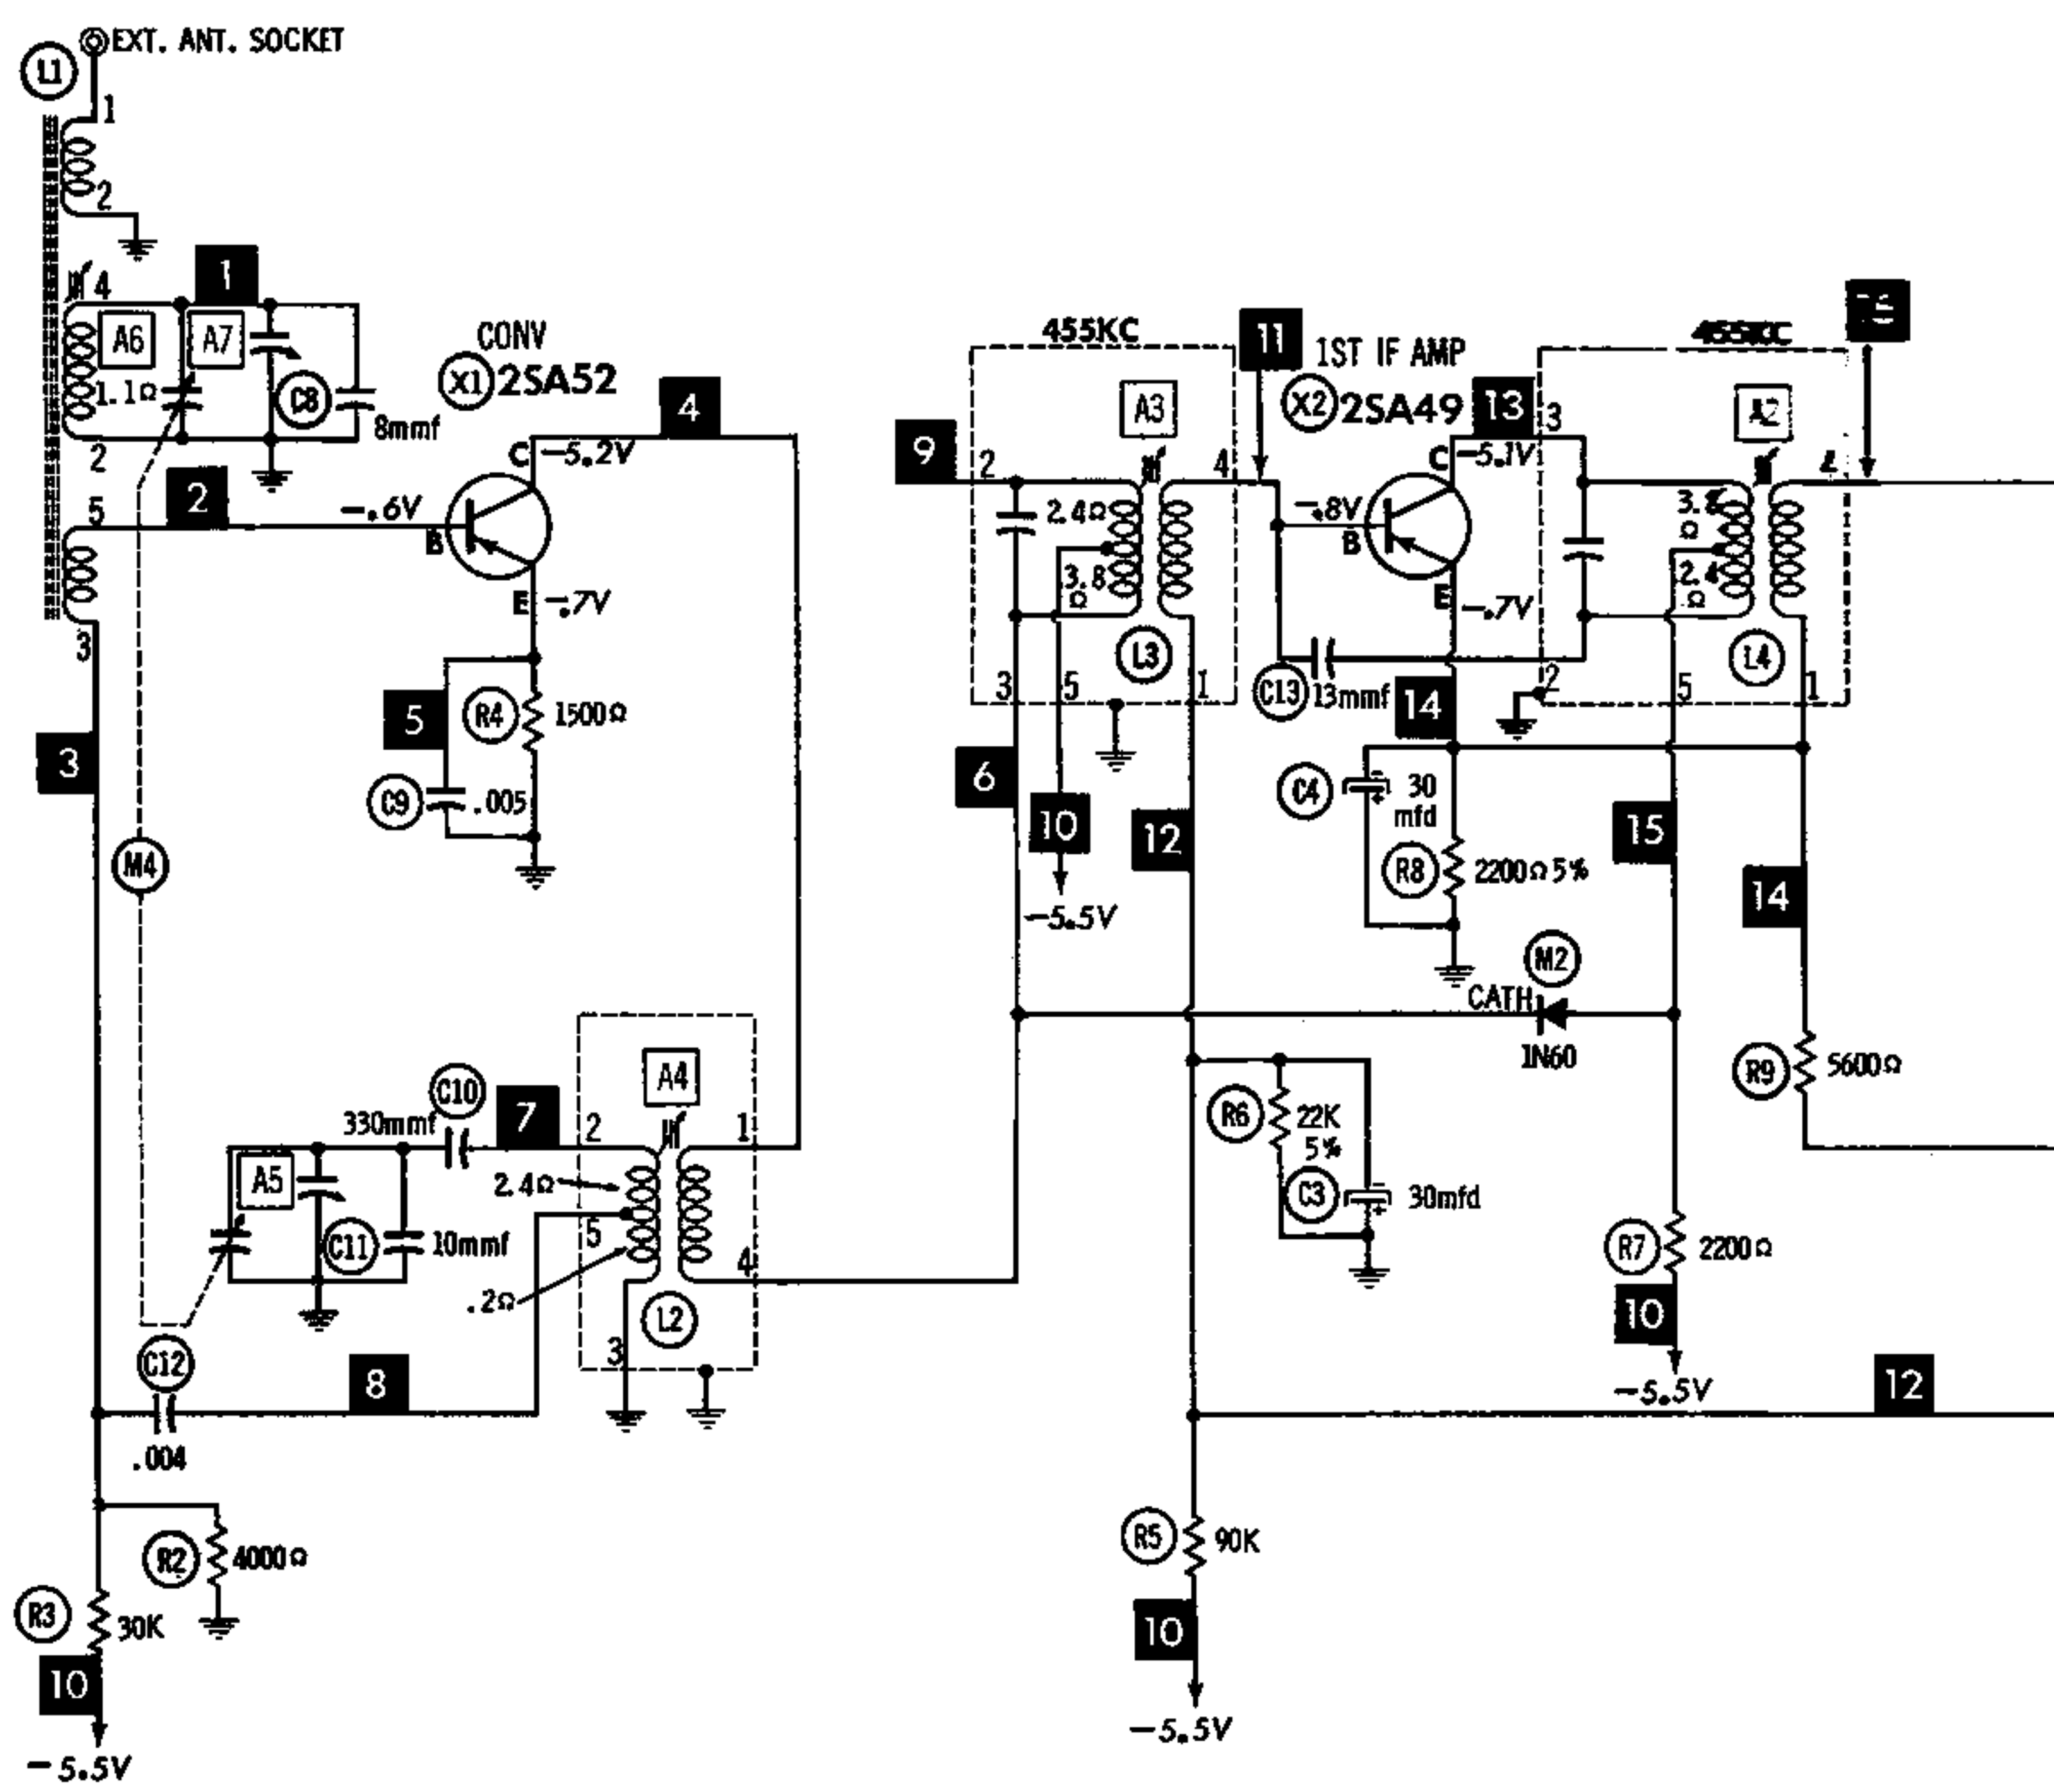 EXT. ANT. SOCKET
L1
1
2
4
1
A6
A7
1.1Ω
C8
8mmf
2
CONV
X1 2SA52
4
C -5.2V
2
5
-.6V
B
E -.7V
3
5
R4
1500Ω
3
C9
.005
M4
455KC
A3
9
2
4
2.4Ω
3.8
Ω
L3
3
5
1
11
1ST IF AMP
X2 2SA49
13
3
C -5.1V
-.8V
B
E -.7V
C13
13mmf
14
455KC
A2
3.8
Ω
2.4
Ω
L4
2
5
1
6
10
-5.5V
12
C4
30
mfd
R8
2200Ω 5%
15
14
M2
CATH
1N60
R9
5600Ω
A4
C10
330mmf
7
2
1
A5
2.4Ω
5
C11
10mmf
.2Ω
4
L2
3
R6
22K
5%
C3
30mfd
R7
2200Ω
10
-5.5V
C12
.004
8
12
R2
4000Ω
R3
30K
10
-5.5V
R5
90K
10
-5.5V